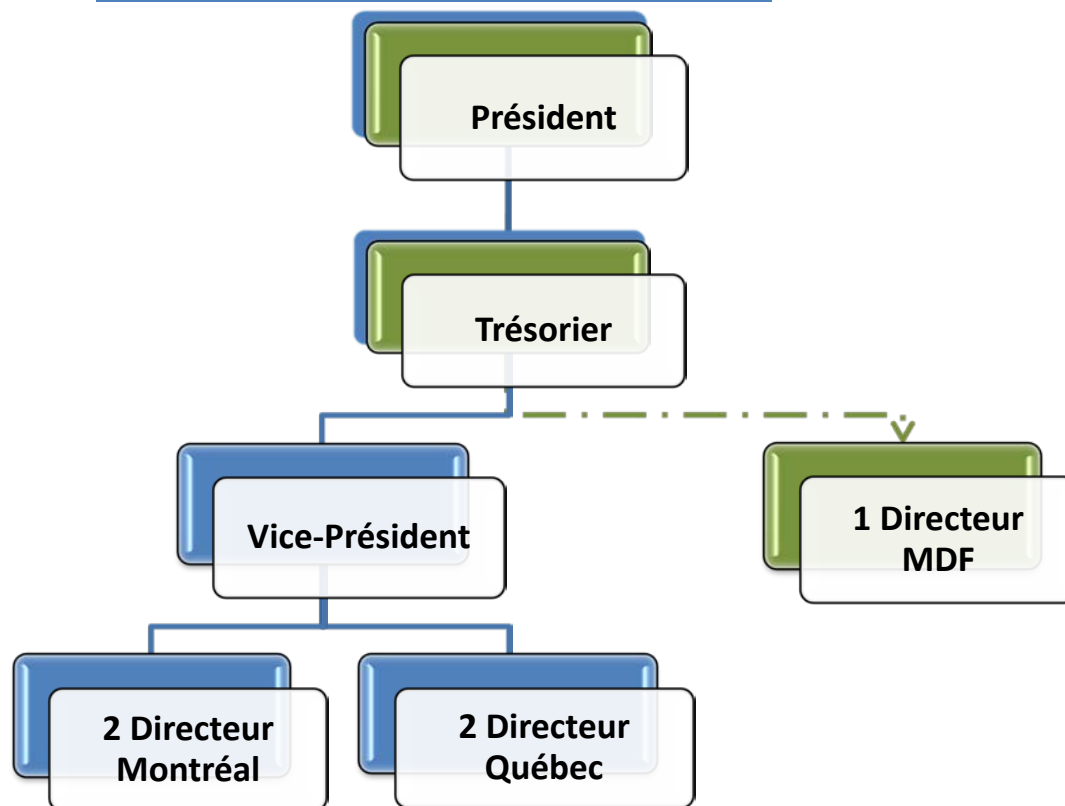 Président
Trésorier
Vice-Président
1 Directeur
MDF
2 Directeur
Montréal
2 Directeur
Québec